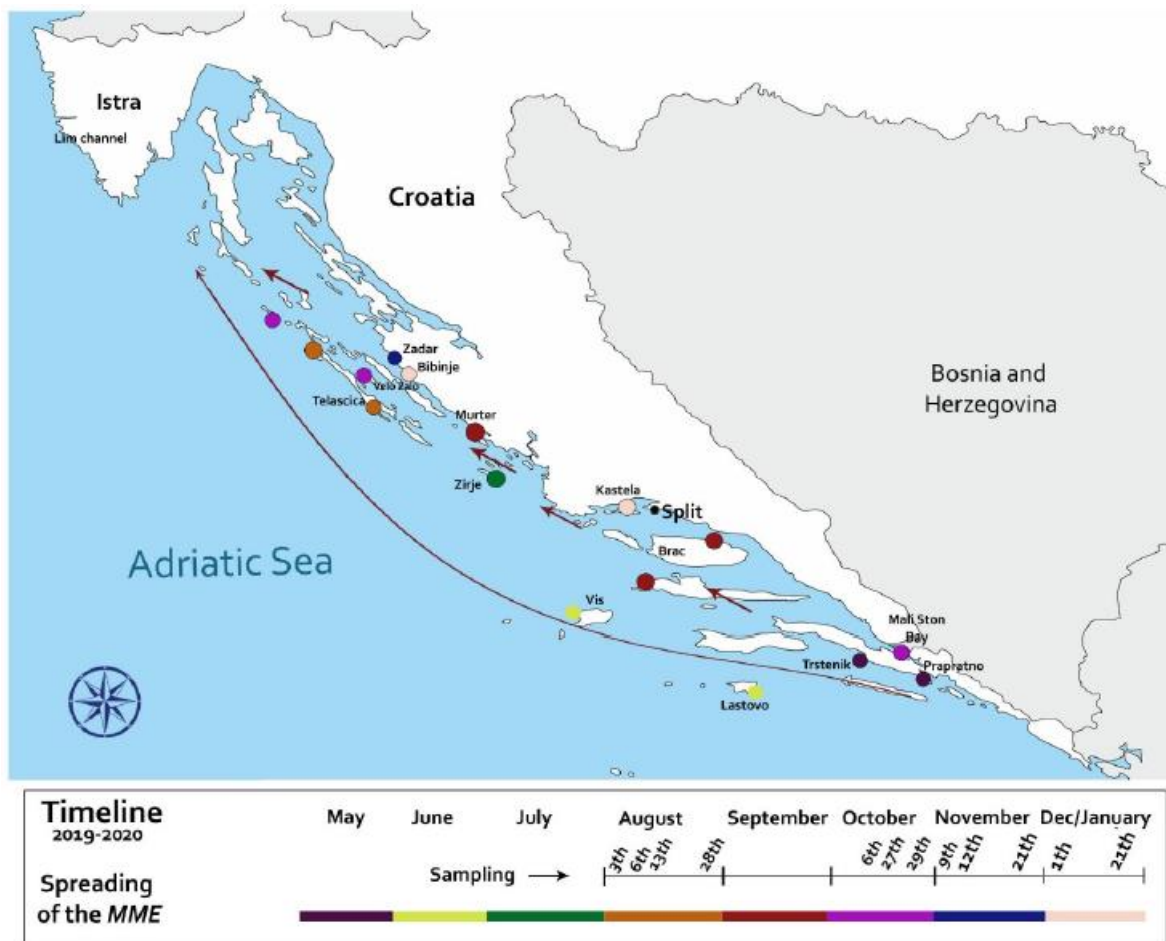 Istra
Lim channel
Croatia
Zadar
Bibinje
Velo Zalo
Telascica
Murter
Zirje
Kastela
Split
Brac
Bosnia and
Herzegovina
Adriatic Sea
Vis
Mali Ston
Bay
Trstenik
Prapratno
Lastovo
Timeline
2019-2020
May June July August September October November Dec/January
Sampling
3th 6th 13th 28th 6th 27th 29th 9th 12th 21th 1th 21th
Spreading
of the MME